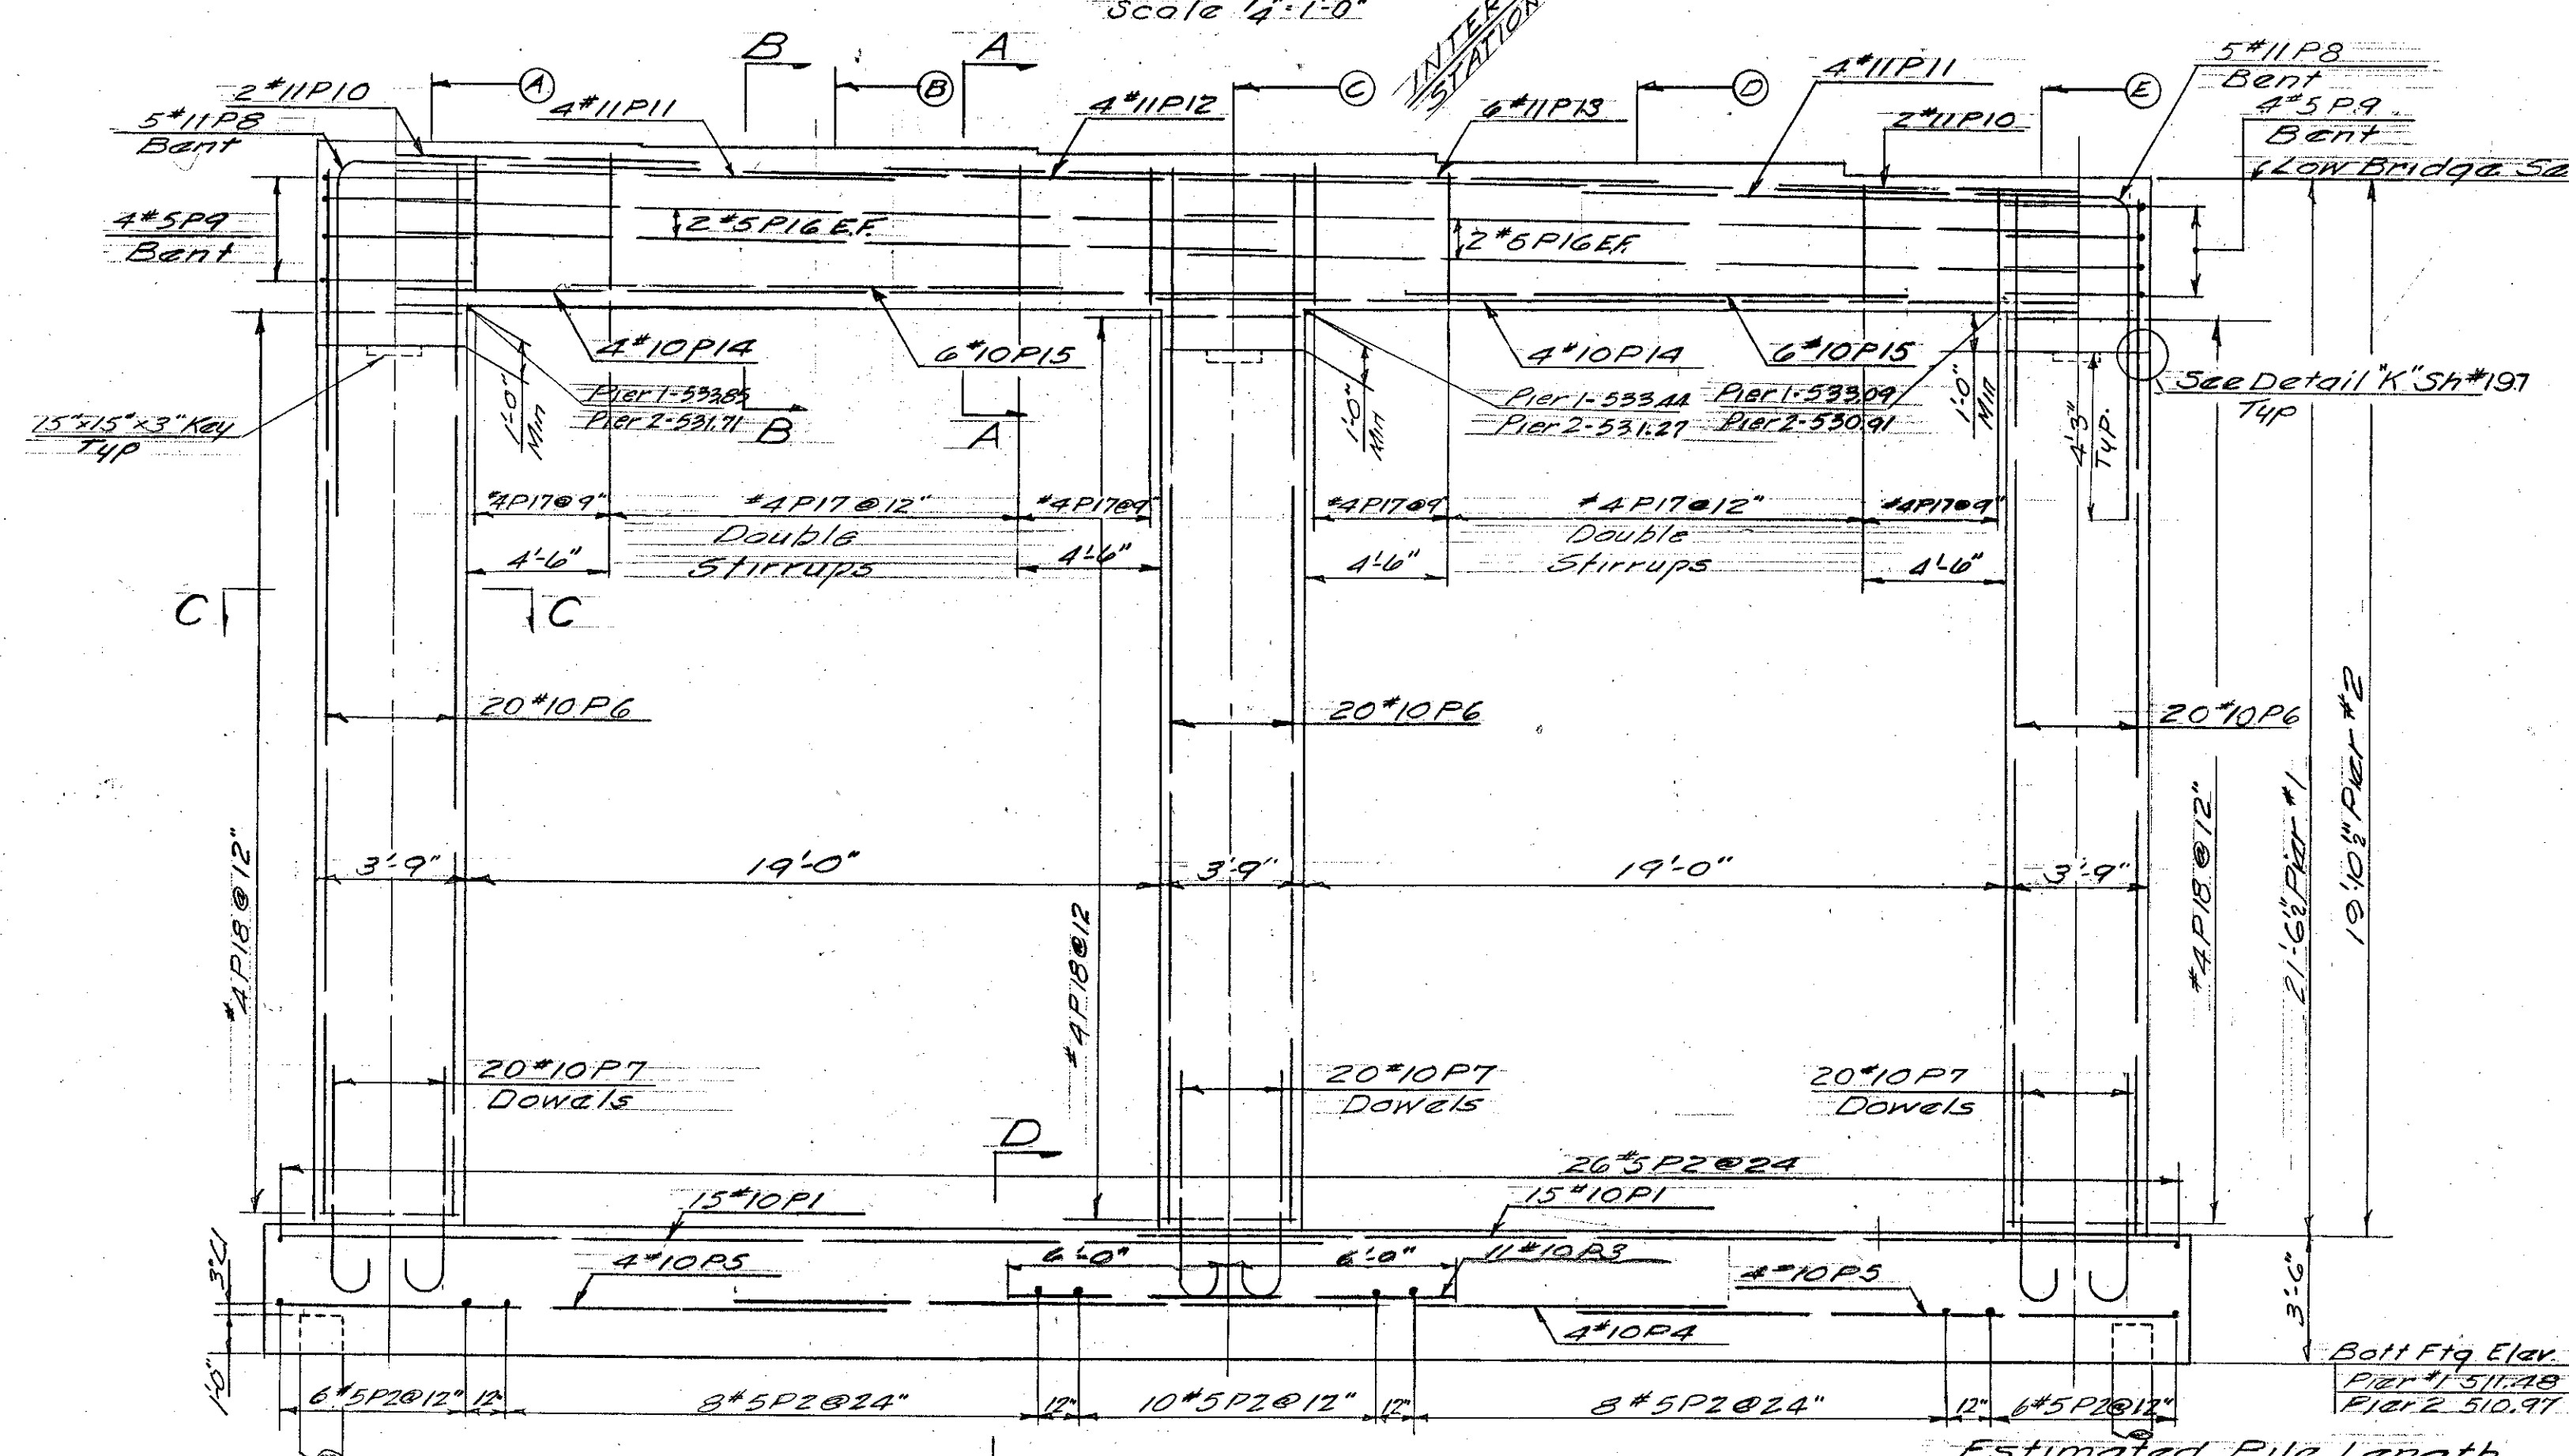 Scale 1/4"=1'-0"
B
A
A
B
C
D
E
2#11P10
4#11P11
4#11P12
6#11P13
4#11P11
2#11P10
5#11P8
Bent
5#11P8
Bent
4#5P9
Bent
Low Bridge
4#5P9
Bent
2#5P16 E.F.
2#5P16 E.F.
4#10P14
6#10P15
4#10P14
6#10P15
Pier 1-533.85
Pier 2-531.71
Pier 1-533.44
Pier 2-531.27
Pier 1-533.09
Pier 2-530.91
15"x15"x3" Key
Typ
1'-0"
Min
1'-0"
Min
1'-0"
Min
4'-3"
Typ.
See Detail "K" Sh#197
Typ
B
A
#4P17@9"
#4P17@12"
#4P17@9"
#4P17@9"
#4P17@12"
#4P17@9"
Double
Stirrups
Double
Stirrups
4'-6"
4'-6"
4'-6"
4'-6"
C
C
20#10P6
20#10P6
20#10P6
3'-9"
19'-0"
3'-9"
19'-0"
3'-9"
#4P18@12"
#4P18@12
#4P18@12"
21'-6½" Pier #1
19'-10½" Pier #2
20#10P7
Dowels
20#10P7
Dowels
20#10P7
Dowels
D
26#5P2@24
15#10P1
15#10P1
4#10P5
6'-0"
6'-0"
11#10P3
4#10P5
4#10P4
3"Cl
1'-0"
3'-6"
6#5P2@12"
12"
8#5P2@24"
12"
10#5P2@12"
12"
8#5P2@24"
12"
6#5P2@12"
Bott Ftg Elev.
Pier #1 511.48
Pier 2 510.97
Estimated Pile Length